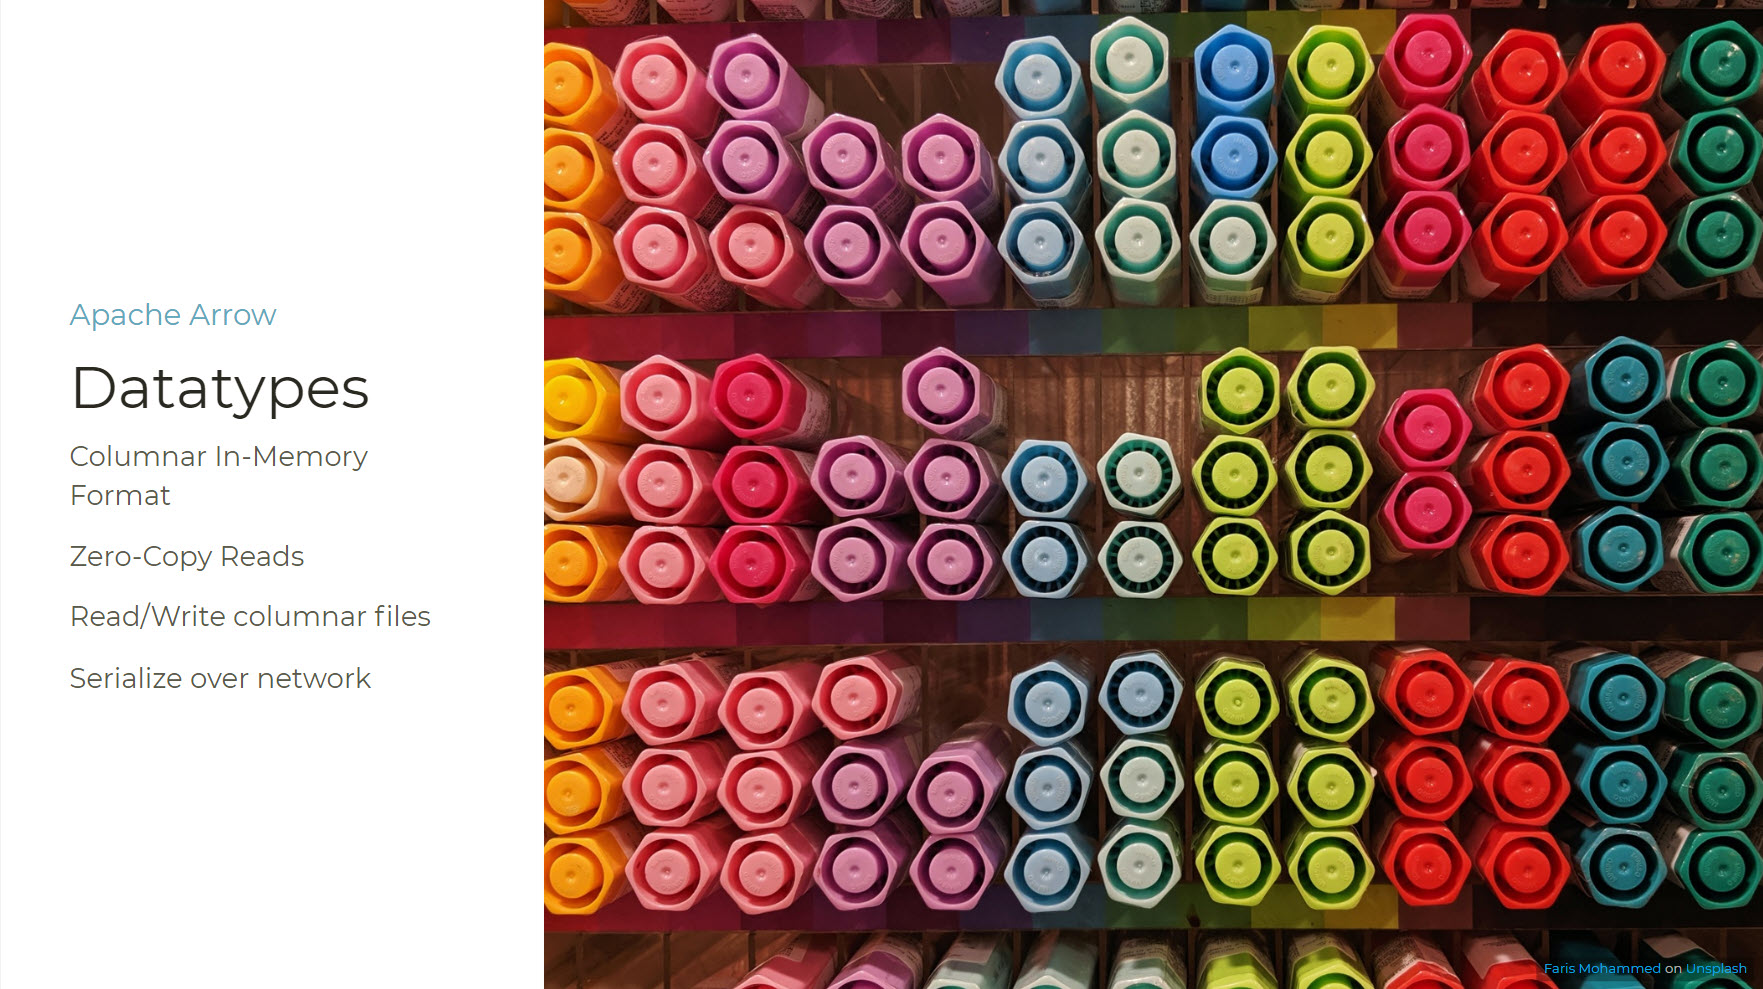 Apache Arrow
Datatypes
Columnar In-Memory
Format
Zero-Copy Reads
Read/Write columnar files
Serialize over network
Faris Mohammed on Unsplash